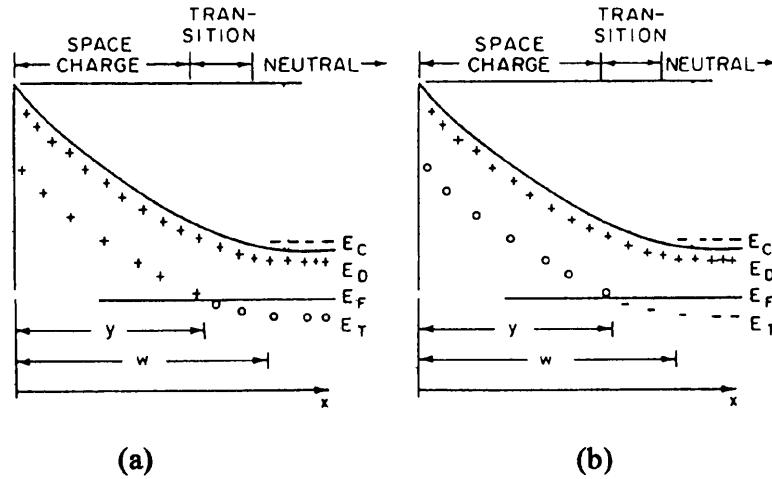 TRAN-
SITION
SPACE
CHARGE
NEUTRAL
E_C
E_D
E_F
E_T
y
w
x
(a)
TRAN-
SITION
SPACE
CHARGE
NEUTRAL
E_C
E_D
E_F
E_T
y
w
x
(b)